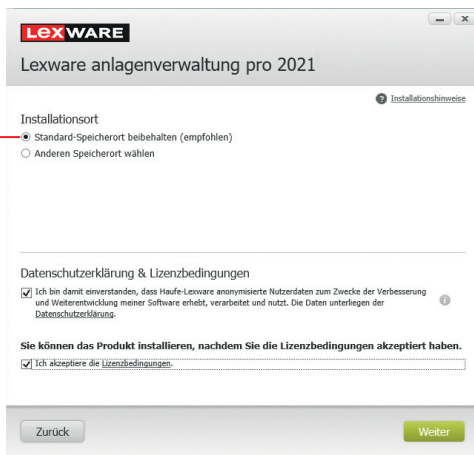 LEXWARE
Lexware anlagenverwaltung pro 2021
Installationshinweise
Installationsort
Standard-Speicherort beibehalten (empfohlen)
Anderen Speicherort wählen
Datenschutzerklärung & Lizenzbedingungen
Ich bin damit einverstanden, dass Haufe-Lexware anonymisierte Nutzerdaten zum Zwecke der Verbesserung
und Weiterentwicklung meiner Software erhebt, verarbeitet und nutzt. Die Daten unterliegen der
Datenschutzerklärung.
Sie können das Produkt installieren, nachdem Sie die Lizenzbedingungen akzeptiert haben.
Ich akzeptiere die Lizenzbedingungen.
Zurück
Weiter